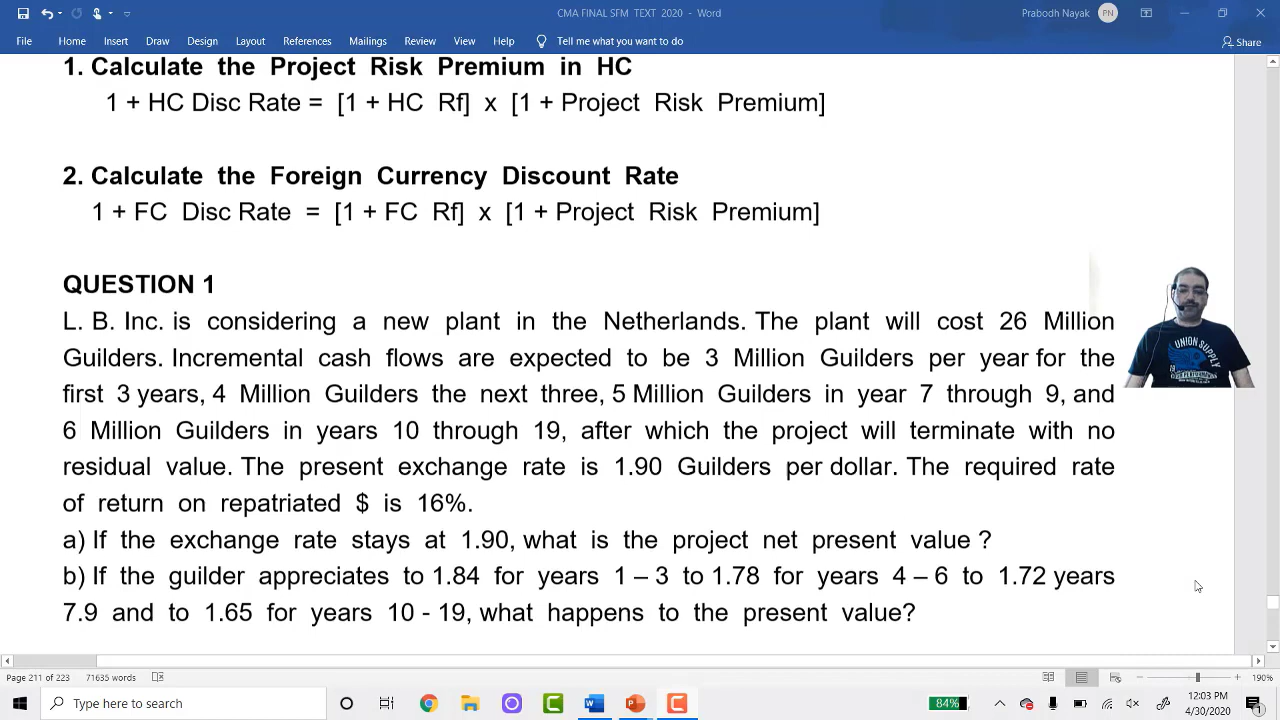 CMA FINAL SFM TEXT 2020 - Word
Prabodh Nayak PN
File Home Insert Draw Design Layout References Mailings Review View Help Tell me what you want to do Share
1. Calculate the Project Risk Premium in HC
1 + HC Disc Rate = [1 + HC Rf] x [1 + Project Risk Premium]
2. Calculate the Foreign Currency Discount Rate
1 + FC Disc Rate = [1 + FC Rf] x [1 + Project Risk Premium]
QUESTION 1
L. B. Inc. is considering a new plant in the Netherlands. The plant will cost 26 Million
Guilders. Incremental cash flows are expected to be 3 Million Guilders per year for the
first 3 years, 4 Million Guilders the next three, 5 Million Guilders in year 7 through 9, and
6 Million Guilders in years 10 through 19, after which the project will terminate with no
residual value. The present exchange rate is 1.90 Guilders per dollar. The required rate
of return on repatriated $ is 16%.
a) If the exchange rate stays at 1.90, what is the project net present value ?
b) If the guilder appreciates to 1.84 for years 1 – 3 to 1.78 for years 4 – 6 to 1.72 years
7.9 and to 1.65 for years 10 - 19, what happens to the present value?
UNION SUPPLY
Page 211 of 223 71635 words 190%
Type here to search
84%
12:03 PM
4/30/2020